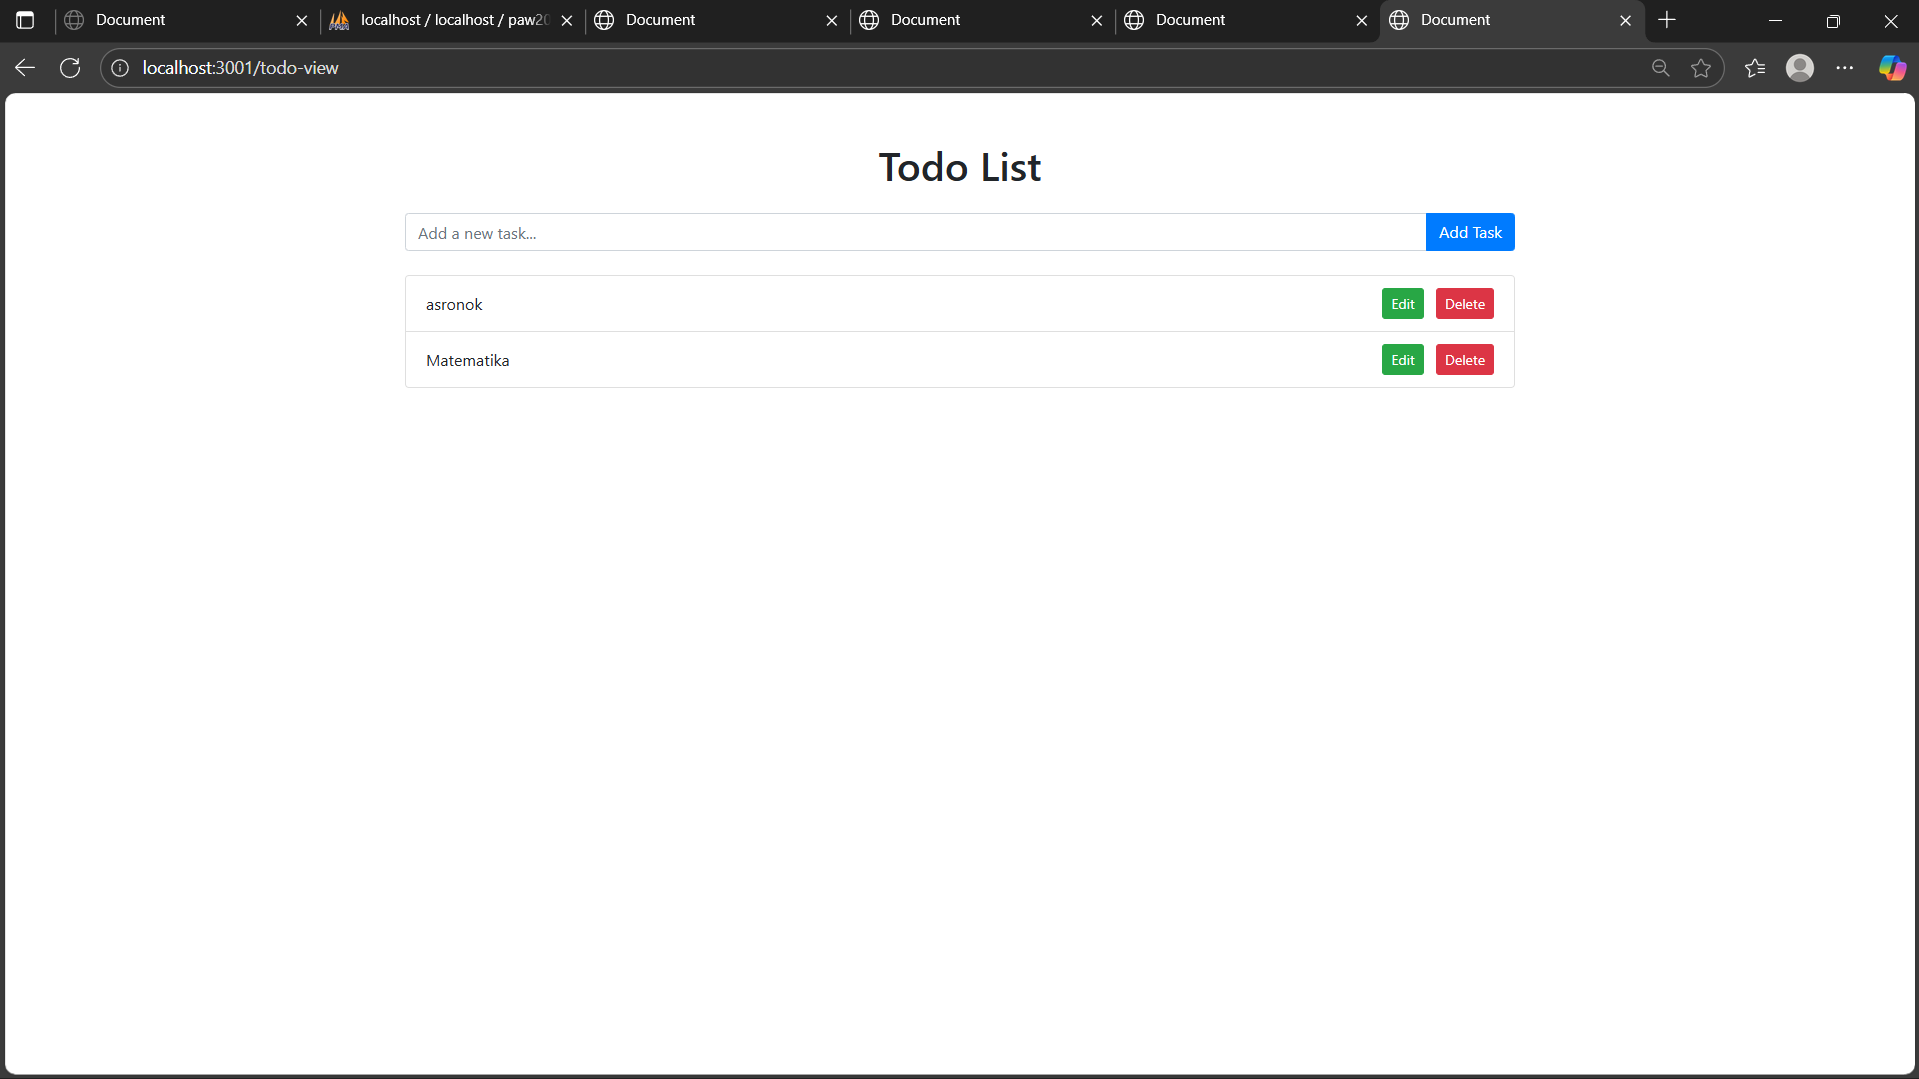 Document
localhost / localhost / paw20
Document
Document
Document
Document
localhost:3001/todo-view
Todo List
Add a new task...
Add Task
asronok
Edit
Delete
Matematika
Edit
Delete